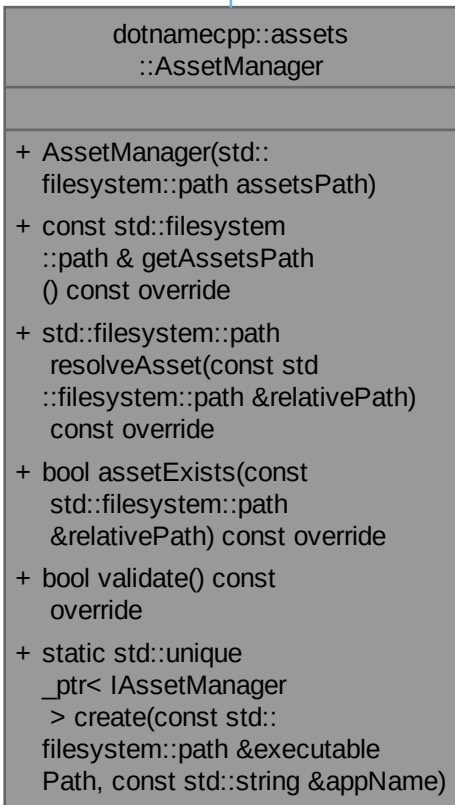 dotnamecpp::assets
::AssetManager
+ AssetManager(std::
filesystem::path assetsPath)
+ const std::filesystem
::path & getAssetsPath
() const override
+ std::filesystem::path
resolveAsset(const std
::filesystem::path &relativePath)
const override
+ bool assetExists(const
std::filesystem::path
&relativePath) const override
+ bool validate() const
override
+ static std::unique
_ptr< IAssetManager
> create(const std::
filesystem::path &executable
Path, const std::string &appName)